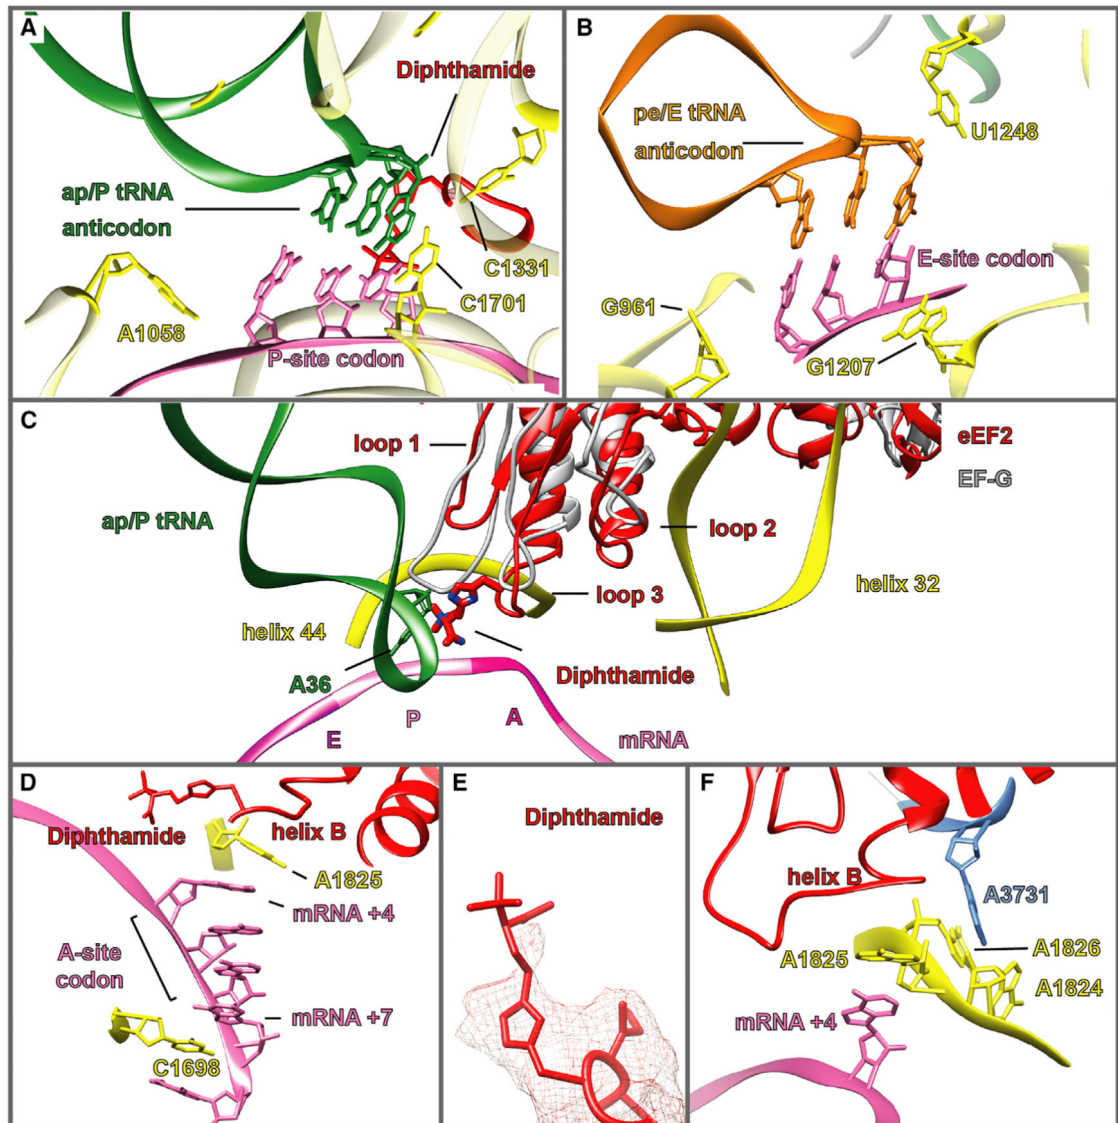 A
Diphthamide
ap/P tRNA
anticodon
A1058
C1331
C1701
P-site codon
B
pe/E tRNA
anticodon
U1248
E-site codon
G961
G1207
C
loop 1
eEF2
EF-G
ap/P tRNA
loop 2
helix 32
loop 3
helix 44
Diphthamide
A36
E
P
A
mRNA
D
Diphthamide
helix B
A1825
mRNA +4
A-site
codon
mRNA +7
C1698
E
Diphthamide
F
helix B
A3731
A1825
A1826
A1824
mRNA +4